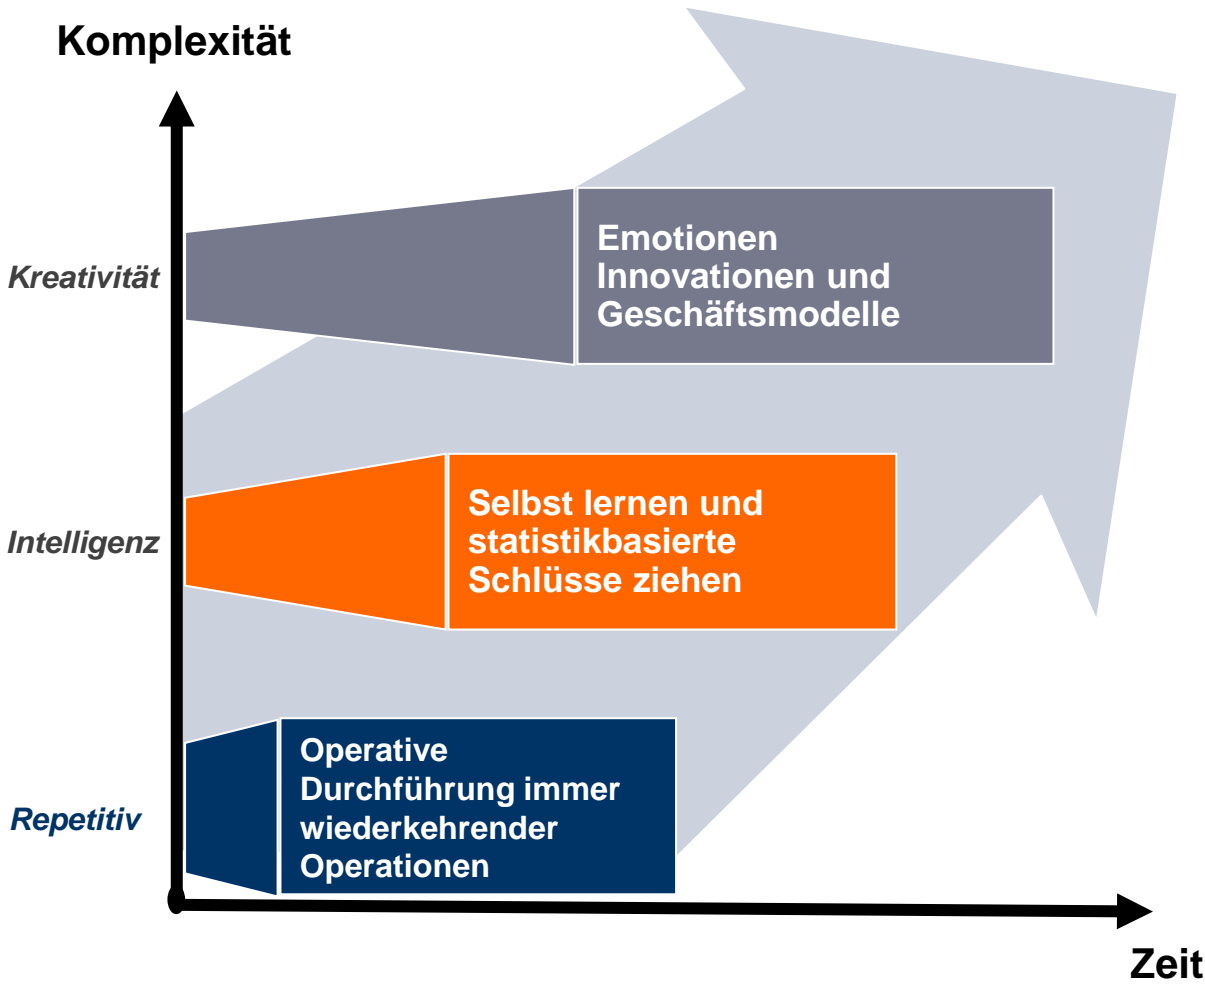 Komplexität
Kreativität
Emotionen
Innovationen und
Geschäftsmodelle
Intelligenz
Selbst lernen und
statistikbasierte
Schlüsse ziehen
Repetitiv
Operative
Durchführung immer
wiederkehrender
Operationen
Zeit